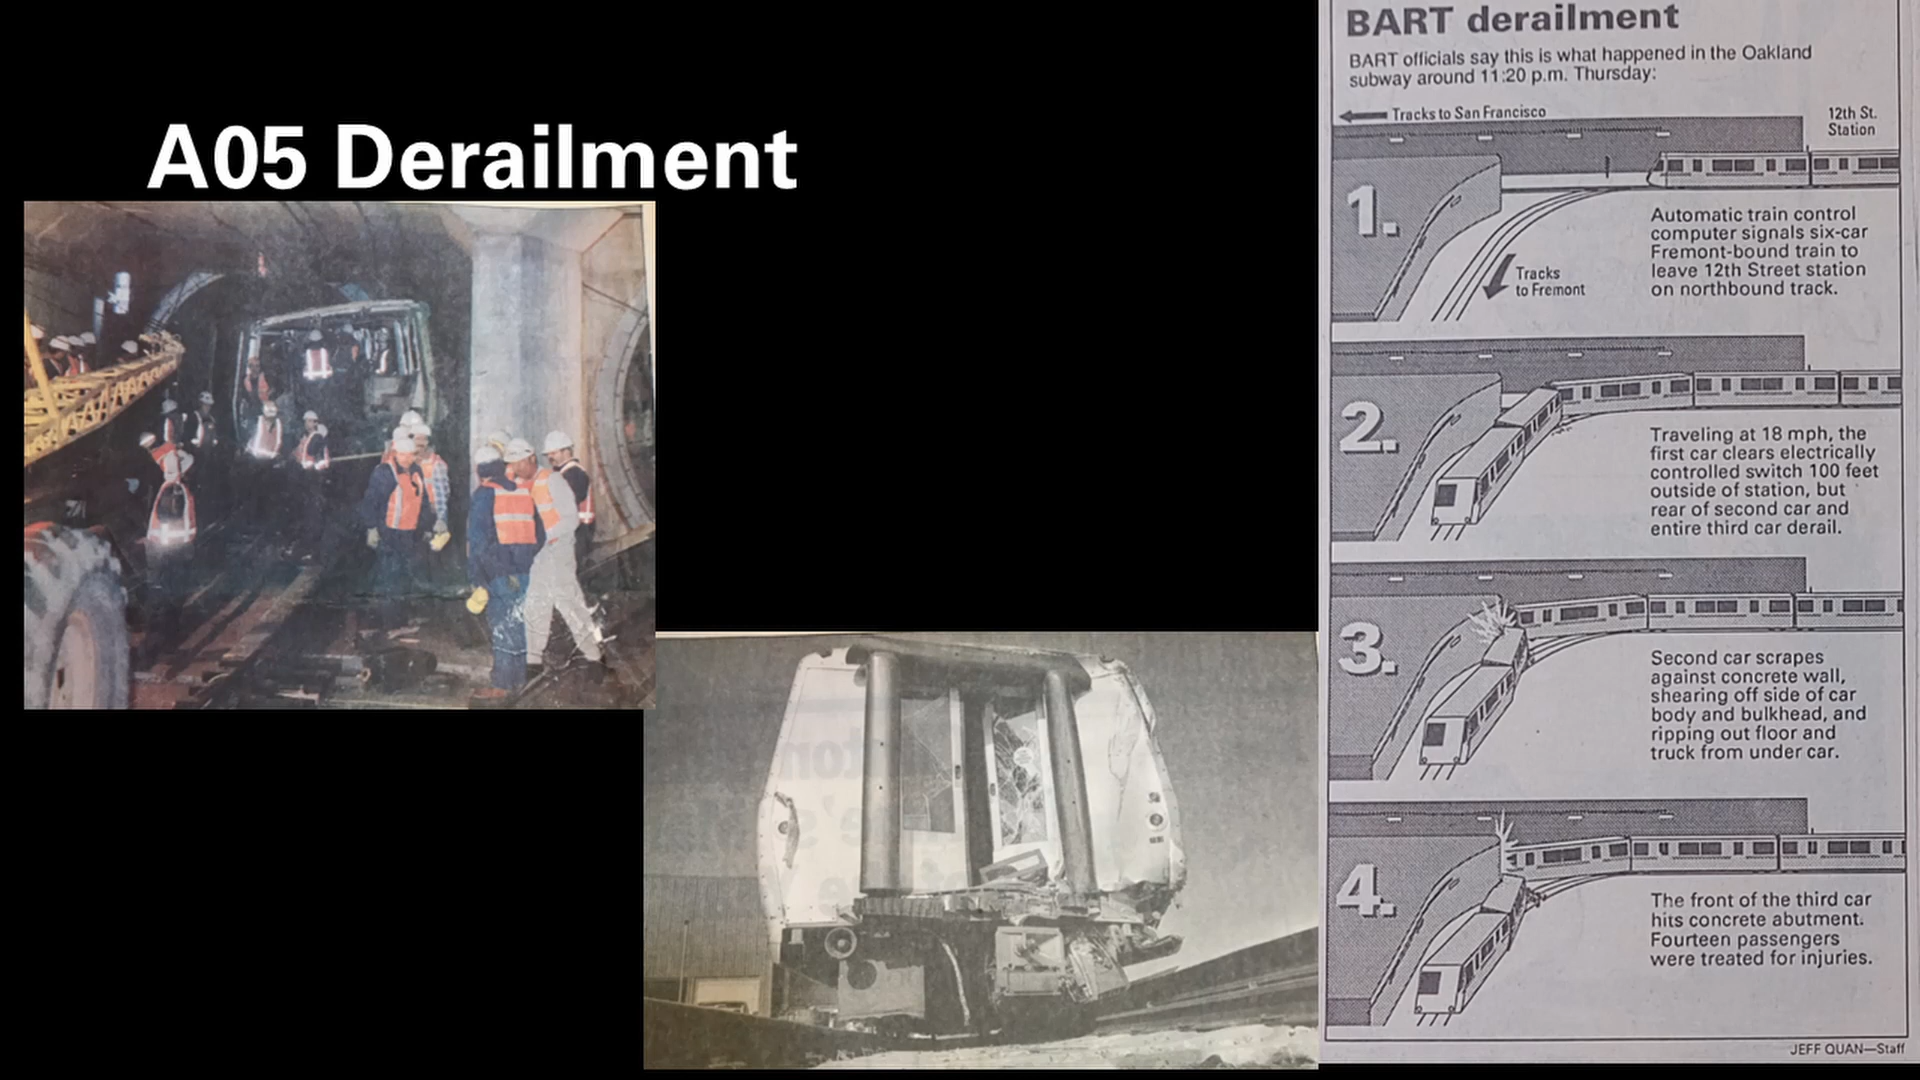 A05 Derailment
BART derailment
BART officials say this is what happened in the Oakland
subway around 11:20 p.m. Thursday:
Tracks to San Francisco
12th St.
Station
1.
Automatic train control
computer signals six-car
Fremont-bound train to
leave 12th Street station
on northbound track.
Tracks
to Fremont
2.
Traveling at 18 mph, the
first car clears electrically
controlled switch 100 feet
outside of station, but
rear of second car and
entire third car derail.
3.
Second car scrapes
against concrete wall,
shearing off side of car
body and bulkhead, and
ripping out floor and
truck from under car.
4.
The front of the third car
hits concrete abutment.
Fourteen passengers
were treated for injuries.
JEFF QUAN—Staff